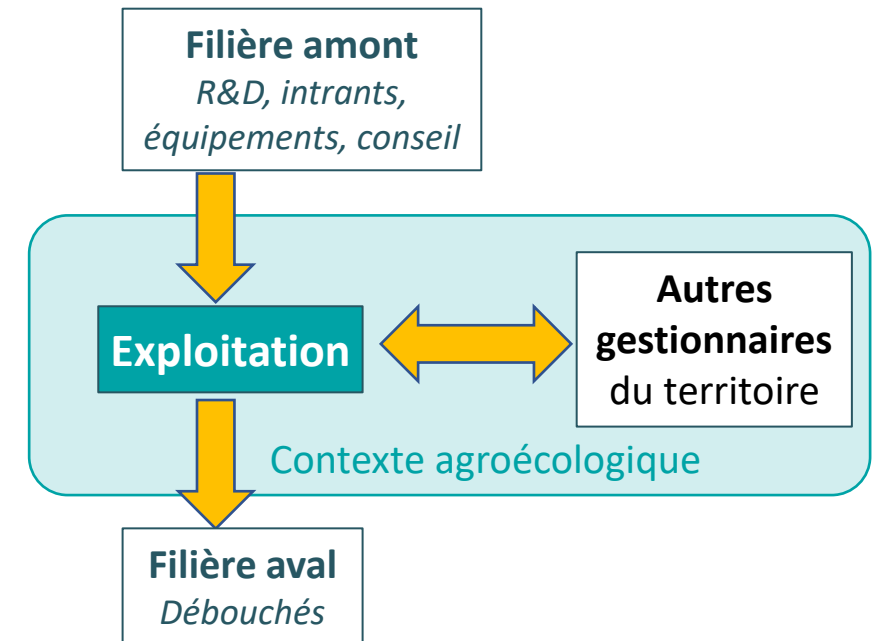 Filière amont
R&D, intrants,
équipements, conseil
Exploitation
Autres
gestionnaires
du territoire
Contexte agroécologique
Filière aval
Débouchés